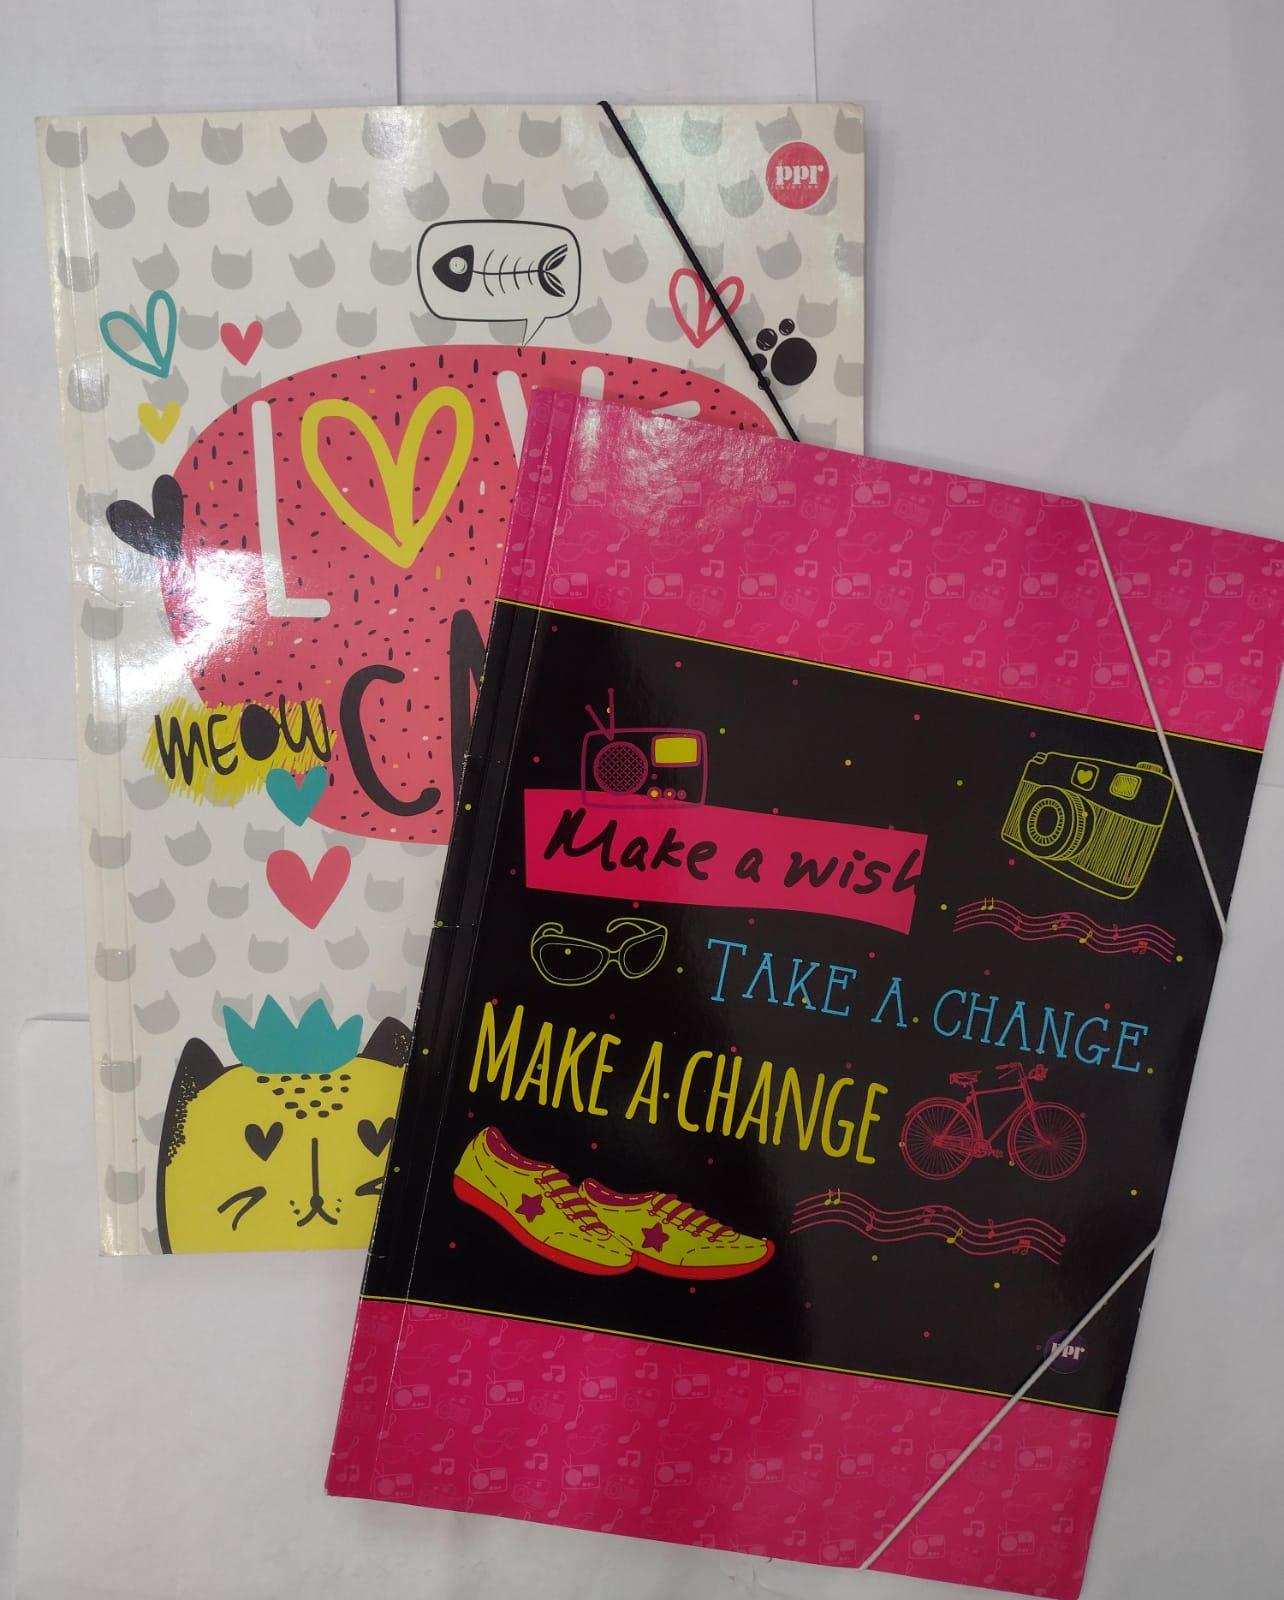 ppr
L V
MEOW
C
Make a wish
TAKE A CHANGE
MAKE A CHANGE
ppr